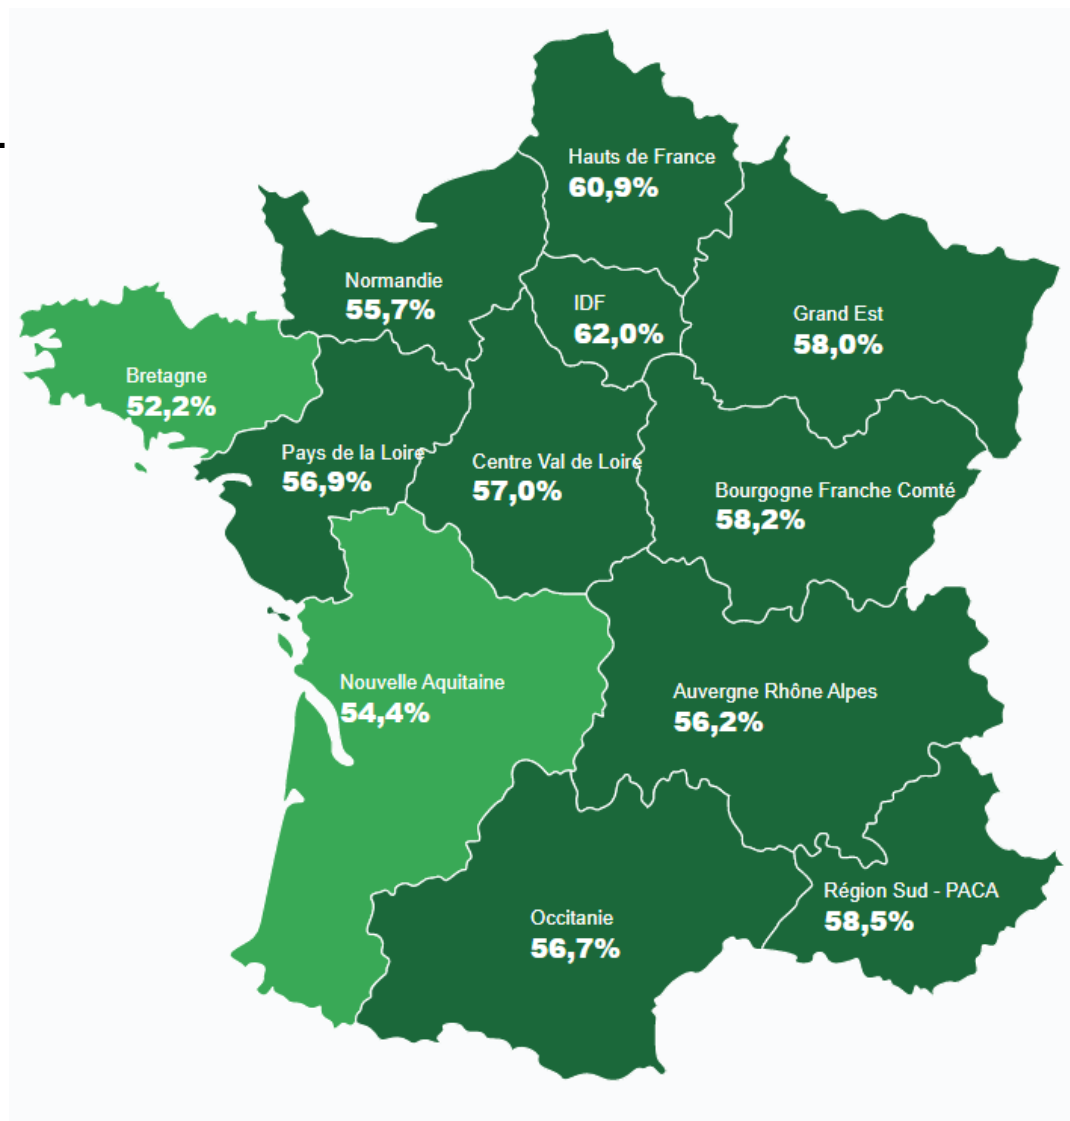 Hauts de France
60,9%
Normandie
55,7%
IDF
62,0%
Grand Est
58,0%
Bretagne
52,2%
Pays de la Loire
56,9%
Centre Val de Loire
57,0%
Bourgogne Franche Comté
58,2%
Nouvelle Aquitaine
54,4%
Auvergne Rhône Alpes
56,2%
Région Sud - PACA
58,5%
Occitanie
56,7%